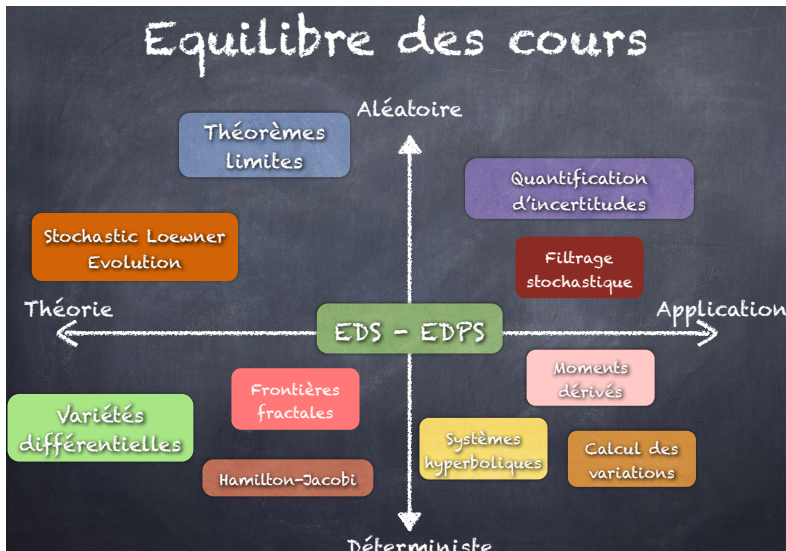 Equilibre des cours
Aléatoire
Théorèmes
limites
Quantification
d'incertitudes
Stochastic Loewner
Evolution
Filtrage
stochastique
Théorie
Application
EDS - EDPS
Moments
dérivés
Frontières
fractales
Variétés
différentielles
Systèmes
hyperboliques
Calcul des
variations
Hamilton-Jacobi
Déterministe